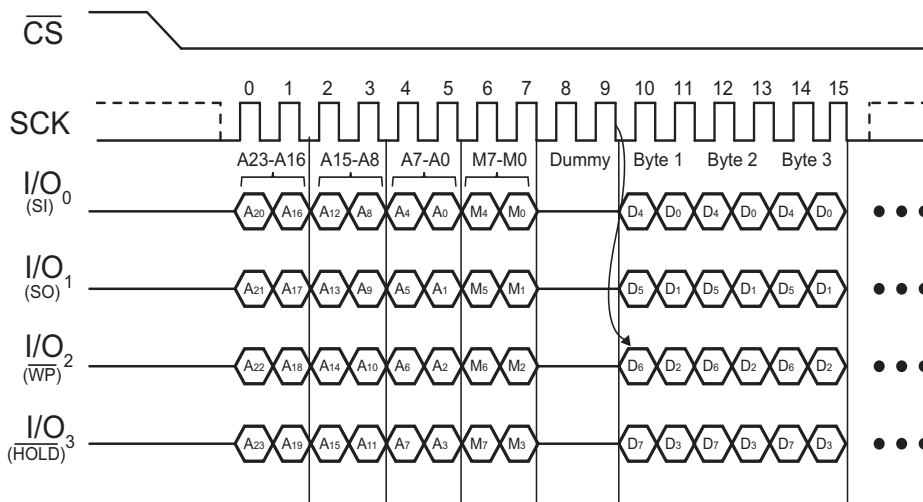 CS
0 1 2 3 4 5 6 7 8 9 10 11 12 13 14 15
SCK
A23-A16 A15-A8 A7-A0 M7-M0 Dummy Byte 1 Byte 2 Byte 3
I/O0
(SI)
A20 A16 A12 A8 A4 A0 M4 M0 D4 D0 D4 D0 D4 D0
I/O1
(SO)
A21 A17 A13 A9 A5 A1 M5 M1 D5 D1 D5 D1 D5 D1
I/O2
(WP)
A22 A18 A14 A10 A6 A2 M6 M2 D6 D2 D6 D2 D6 D2
I/O3
(HOLD)
A23 A19 A15 A11 A7 A3 M7 M3 D7 D3 D7 D3 D7 D3